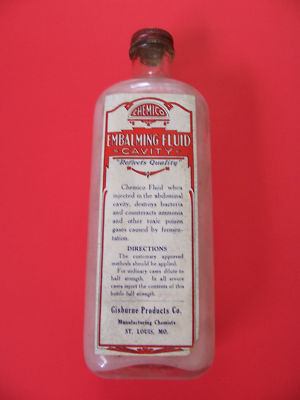 CHEMICO
EMBALMING FLUID
CAVITY
"Reflects Quality"
Chemico Fluid when
injected in the abdominal
cavity, destroys bacteria
and counteracts ammonia
and other toxic poison
gases caused by fermen-
tation.
DIRECTIONS
The customary approved
methods should be applied.
For ordinary cases dilute to
half strength. In all severe
cases inject the contents of this
bottle full strength.
Gisburne Products Co.
Manufacturing Chemists
ST. LOUIS, MO.